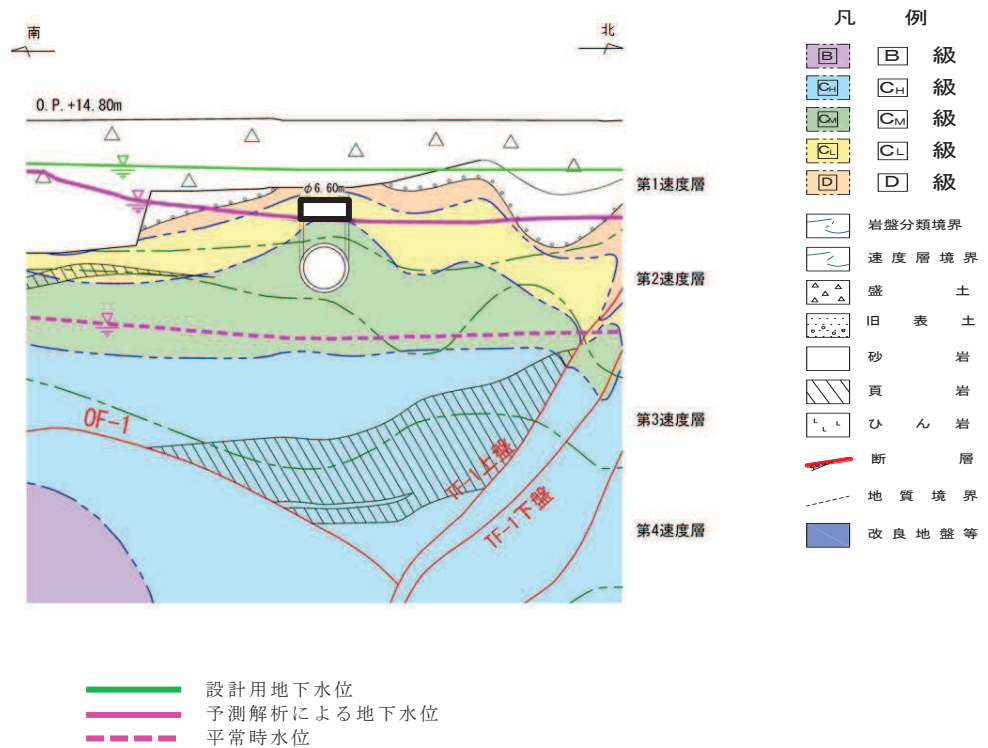 南
北
O.P.+14.80m
φ6.60m
第1速度層
第2速度層
第3速度層
第4速度層
OF-1
TF-1上盤
TF-1下盤
凡 例
B B 級
CH CH 級
CM CM 級
CL CL 級
D D 級
岩盤分類境界
速度層境界
盛土
旧表土
砂岩
頁岩
ひん岩
断層
地質境界
改良地盤等
設計用地下水位
予測解析による地下水位
平常時水位